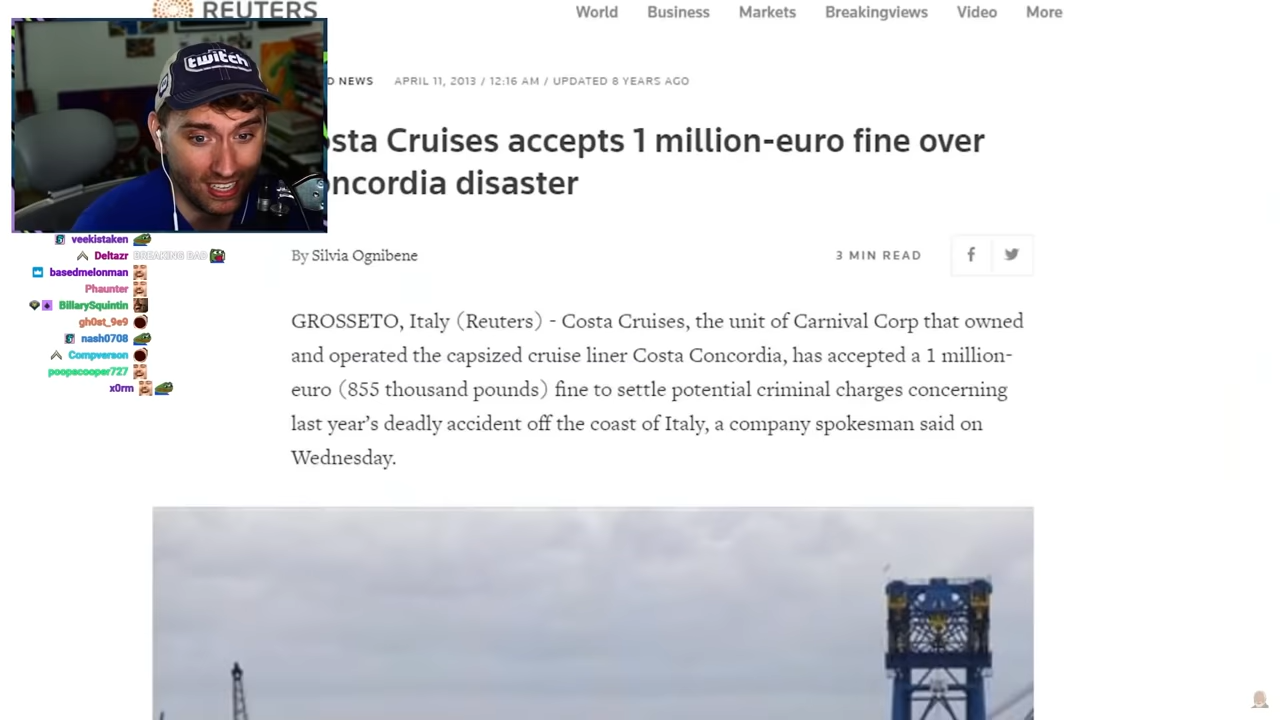 REUTERS
World Business Markets Breakingviews Video More
twitch
D NEWS APRIL 11, 2013 / 12:16 AM / UPDATED 8 YEARS AGO
sta Cruises accepts 1 million-euro fine over
ncordia disaster
veekistaken
Deltazr BREAKING BAD
basedmelonman
Phaunter
BillarySquintin
gh0st_9e9
nash0708
Compverson
poopscooper727
x0rm
By Silvia Ognibene
3 MIN READ
GROSSETO, Italy (Reuters) - Costa Cruises, the unit of Carnival Corp that owned
and operated the capsized cruise liner Costa Concordia, has accepted a 1 million-
euro (855 thousand pounds) fine to settle potential criminal charges concerning
last year’s deadly accident off the coast of Italy, a company spokesman said on
Wednesday.